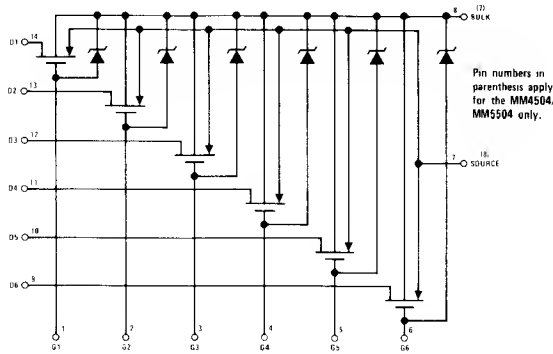 8 (7)
BULK
D1 14
D2 13
D3 12
D4 11
D5 10
D6 9
Pin numbers in
parenthesis apply
for the MM4504/
MM5504 only.
7 (8)
SOURCE
1 2 3 4 5 6
G1 G2 G3 G4 G5 G6